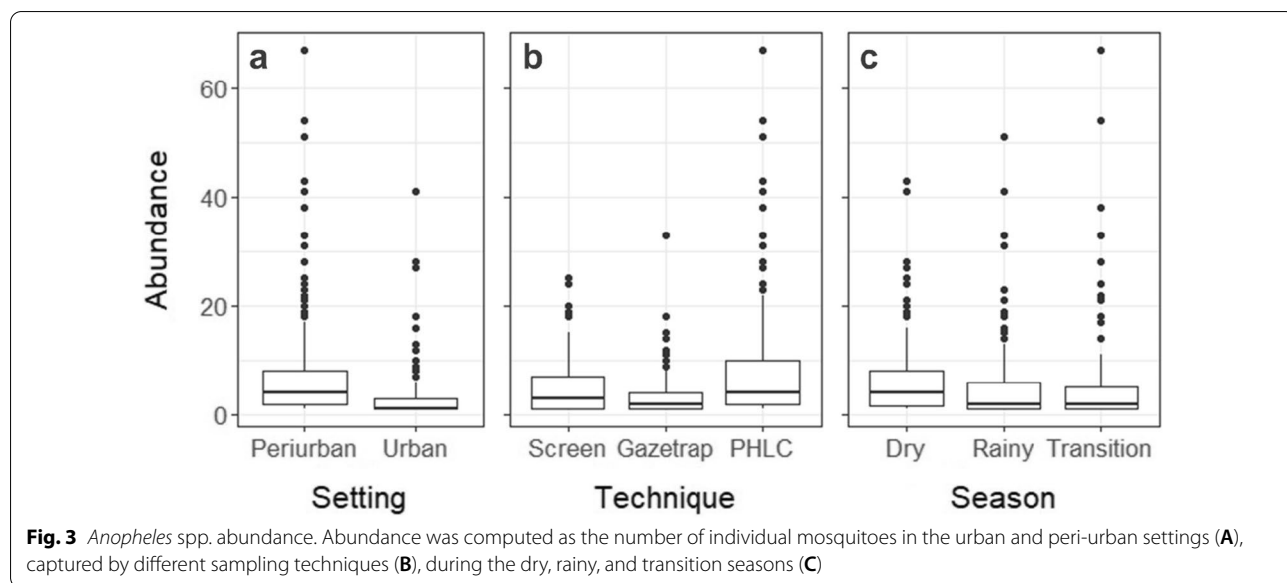 a b c
60
40
20
0
Abundance
Periurban Urban Screen Gazetrap PHLC Dry Rainy Transition
Setting Technique Season
Fig. 3 Anopheles spp. abundance. Abundance was computed as the number of individual mosquitoes in the urban and peri-urban settings (A),
captured by different sampling techniques (B), during the dry, rainy, and transition seasons (C)